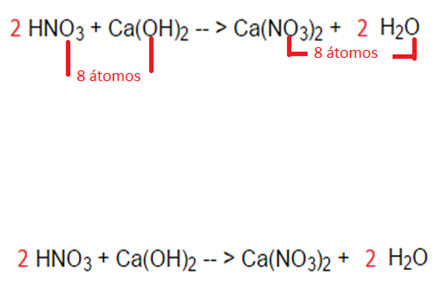 2 HNO3 + Ca(OH)2 -- > Ca(NO3)2 + 2 H2O
8 átomos
8 átomos
2 HNO3 + Ca(OH)2 -- > Ca(NO3)2 + 2 H2O